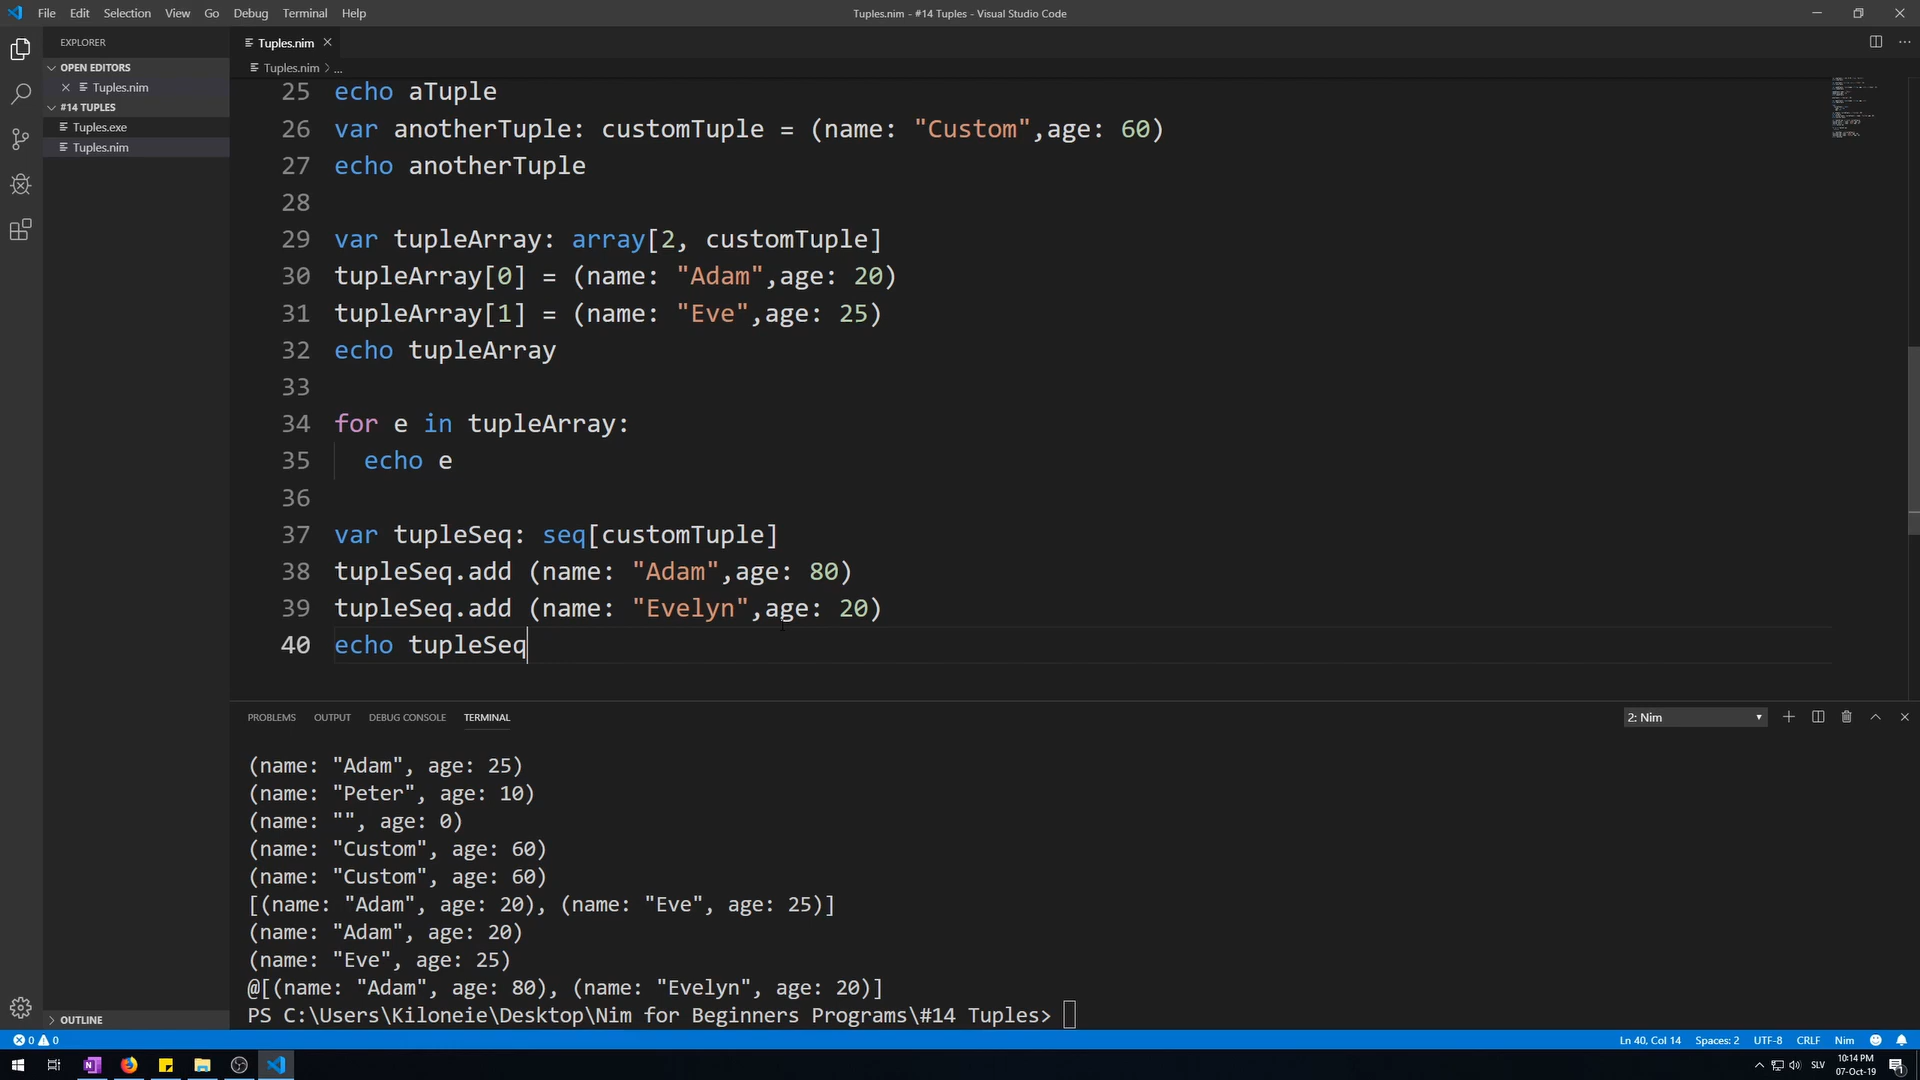 File Edit Selection View Go Debug Terminal Help
Tuples.nim - #14 Tuples - Visual Studio Code
EXPLORER
OPEN EDITORS
Tuples.nim
#14 TUPLES
Tuples.exe
Tuples.nim
OUTLINE
Tuples.nim
Tuples.nim > ...
25 echo aTuple
26 var anotherTuple: customTuple = (name: "Custom",age: 60)
27 echo anotherTuple
28
29 var tupleArray: array[2, customTuple]
30 tupleArray[0] = (name: "Adam",age: 20)
31 tupleArray[1] = (name: "Eve",age: 25)
32 echo tupleArray
33
34 for e in tupleArray:
35 echo e
36
37 var tupleSeq: seq[customTuple]
38 tupleSeq.add (name: "Adam",age: 80)
39 tupleSeq.add (name: "Evelyn",age: 20)
40 echo tupleSeq
PROBLEMS OUTPUT DEBUG CONSOLE TERMINAL
2: Nim
(name: "Adam", age: 25)
(name: "Peter", age: 10)
(name: "", age: 0)
(name: "Custom", age: 60)
(name: "Custom", age: 60)
[(name: "Adam", age: 20), (name: "Eve", age: 25)]
(name: "Adam", age: 20)
(name: "Eve", age: 25)
@[(name: "Adam", age: 80), (name: "Evelyn", age: 20)]
PS C:\Users\Kiloneie\Desktop\Nim for Beginners Programs\#14 Tuples>
0 0
Ln 40, Col 14 Spaces: 2 UTF-8 CRLF Nim
SLV
10:14 PM
07-Oct-19